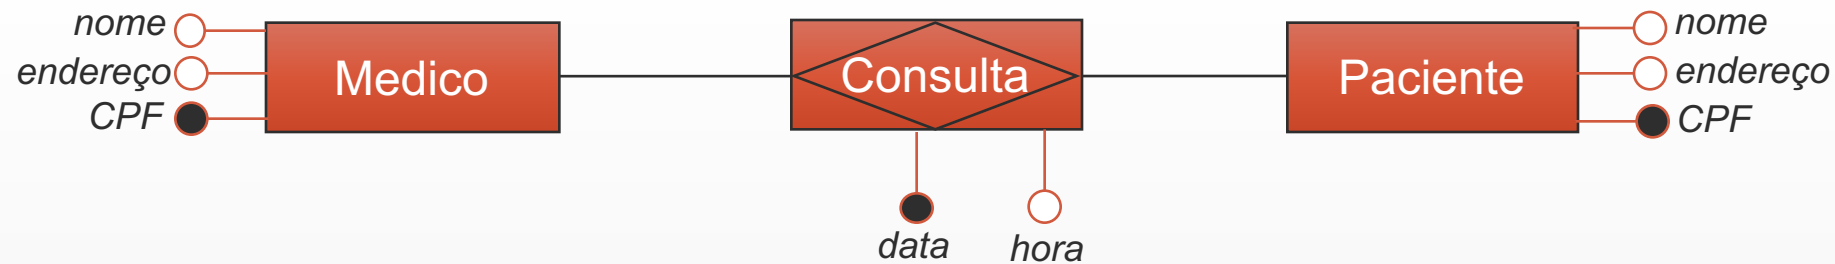 nome
endereço
CPF
Medico
Consulta
data
hora
Paciente
nome
endereço
CPF